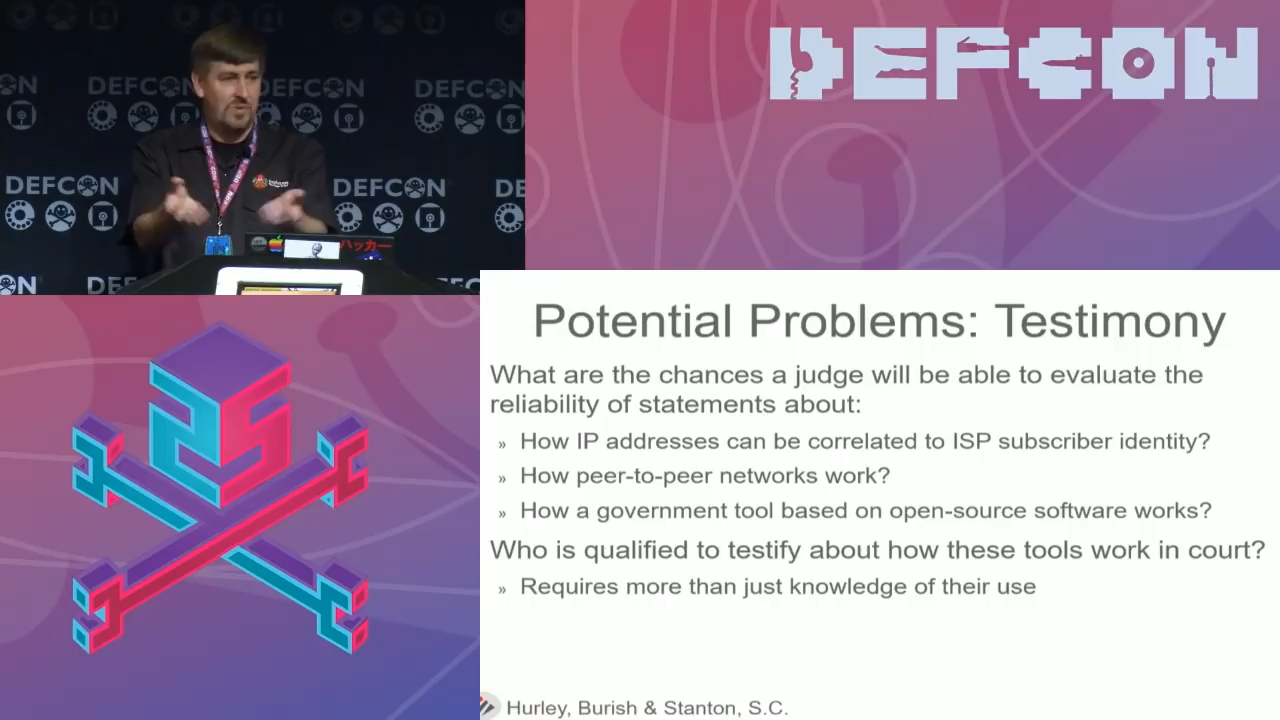 DEFCON
DEFCON
DEFCON
DEFCON
DEFCON
DEFCON
DE
ハッカー
Potential Problems: Testimony
What are the chances a judge will be able to evaluate the
reliability of statements about:
» How IP addresses can be correlated to ISP subscriber identity?
» How peer-to-peer networks work?
» How a government tool based on open-source software works?
Who is qualified to testify about how these tools work in court?
» Requires more than just knowledge of their use
Hurley, Burish & Stanton, S.C.